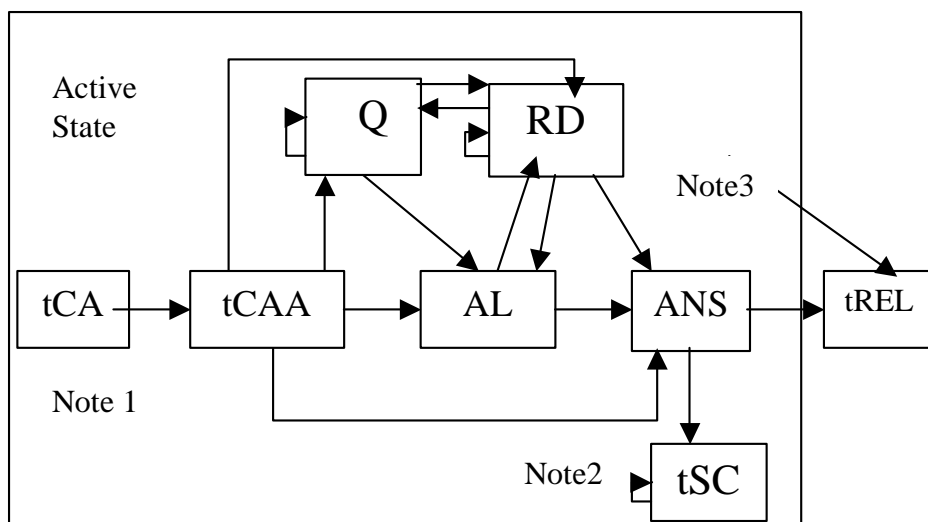 Active
State
Q
RD
Note3
tCA
tCAA
AL
ANS
tREL
Note 1
Note2
tSC